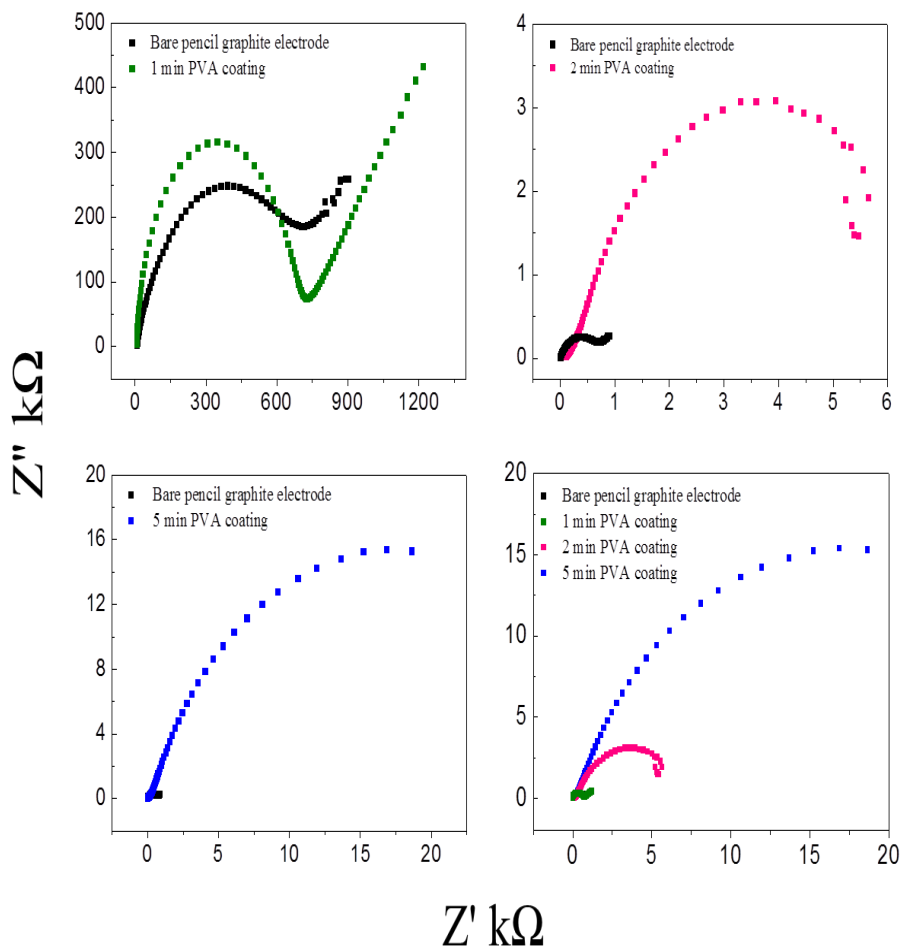 Z'' kΩ
500
400
300
200
100
0
0 300 600 900 1200
Bare pencil graphite electrode
1 min PVA coating
4
3
2
1
0
0 1 2 3 4 5 6
Bare pencil graphite electrode
2 min PVA coating
20
16
12
8
4
0
0 5 10 15 20
Bare pencil graphite electrode
5 min PVA coating
20
15
10
5
0
0 5 10 15 20
Bare pencil graphite electrode
1 min PVA coating
2 min PVA coating
5 min PVA coating
Z' kΩ